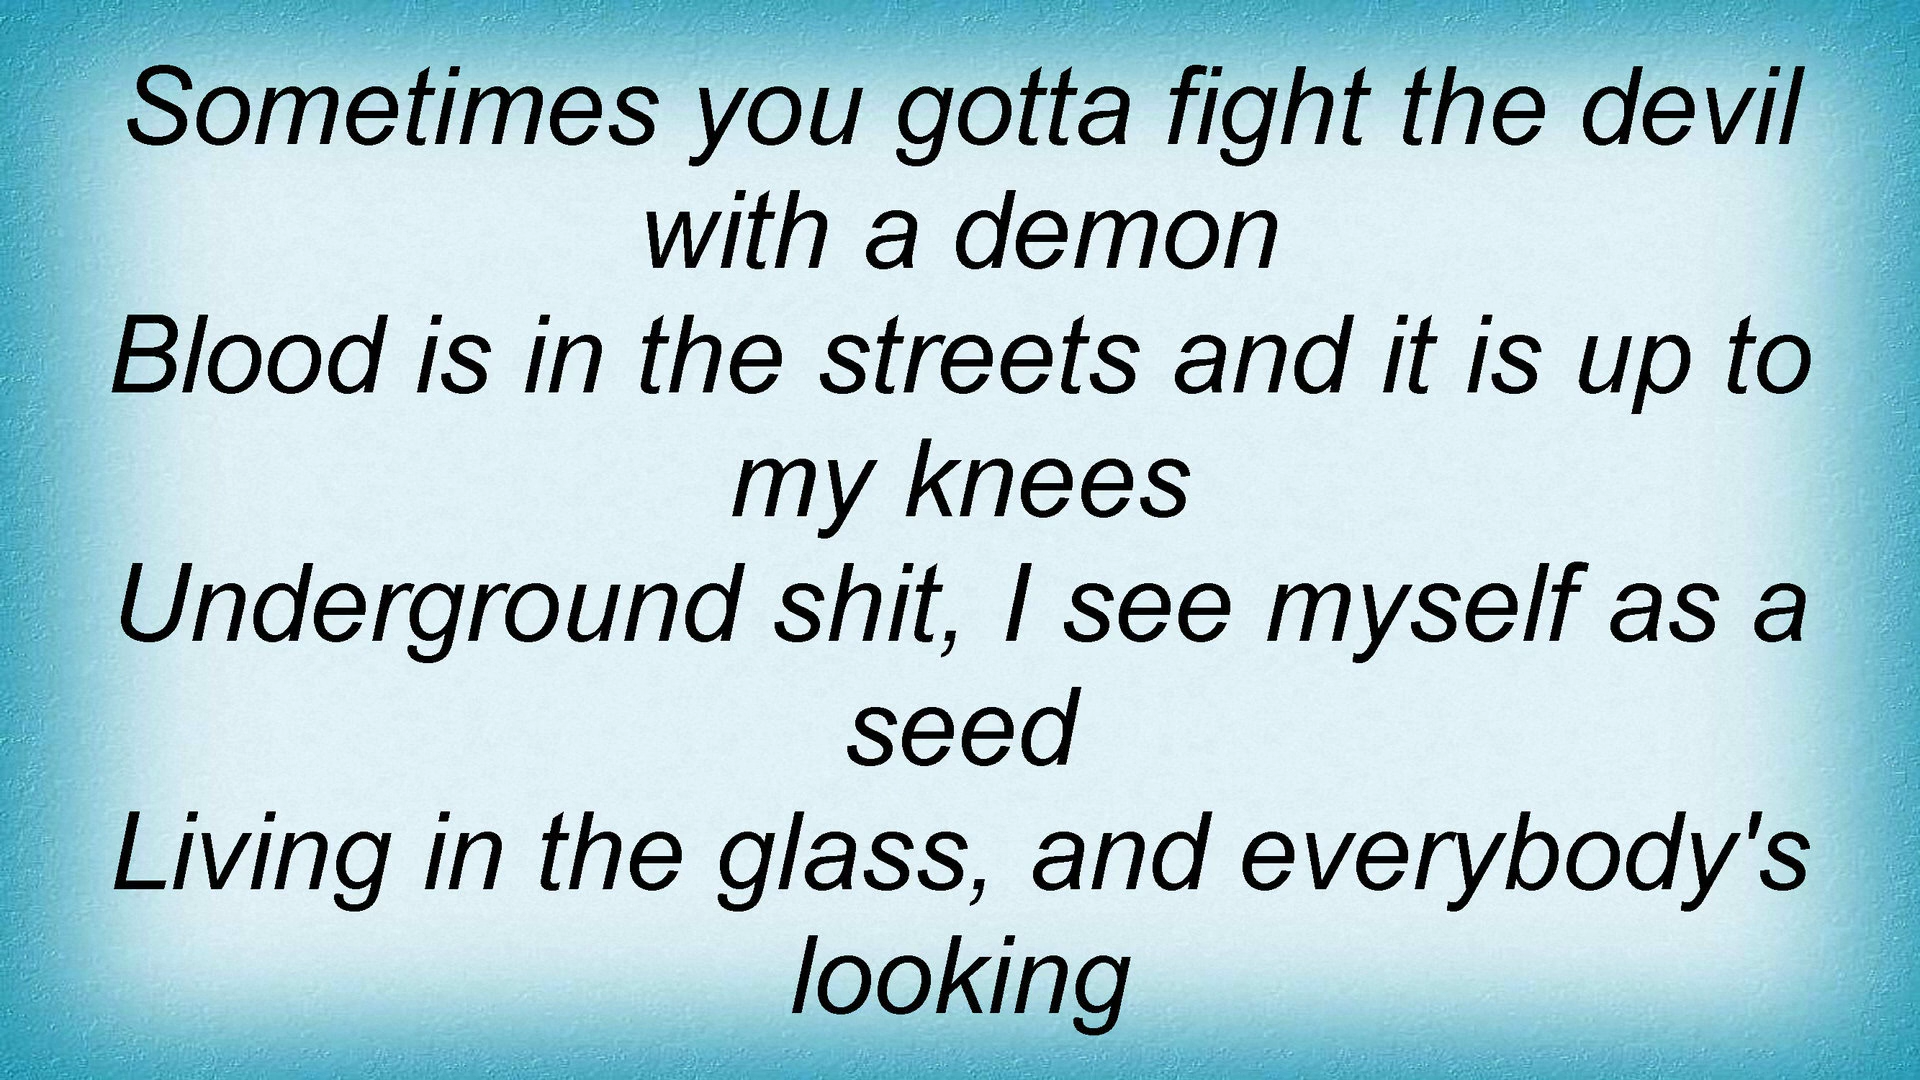 Sometimes you gotta fight the devil
with a demon
Blood is in the streets and it is up to
my knees
Underground shit, I see myself as a
seed
Living in the glass, and everybody's
looking